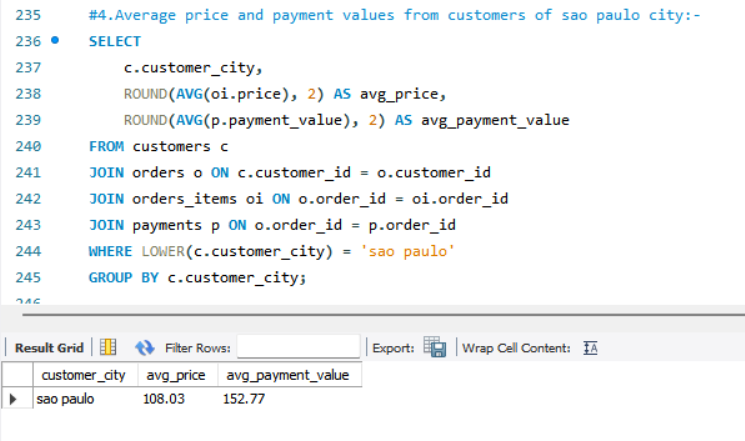 235 #4.Average price and payment values from customers of sao paulo city:-
236 SELECT
237 c.customer_city,
238 ROUND(AVG(oi.price), 2) AS avg_price,
239 ROUND(AVG(p.payment_value), 2) AS avg_payment_value
240 FROM customers c
241 JOIN orders o ON c.customer_id = o.customer_id
242 JOIN orders_items oi ON o.order_id = oi.order_id
243 JOIN payments p ON o.order_id = p.order_id
244 WHERE LOWER(c.customer_city) = 'sao paulo'
245 GROUP BY c.customer_city;
246
Result Grid Filter Rows: Export: Wrap Cell Content: IA
customer_city avg_price avg_payment_value
sao paulo 108.03 152.77